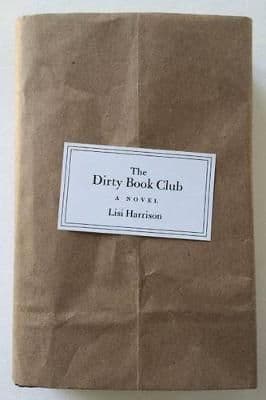 The
Dirty Book Club
A NOVEL
Lisi Harrison